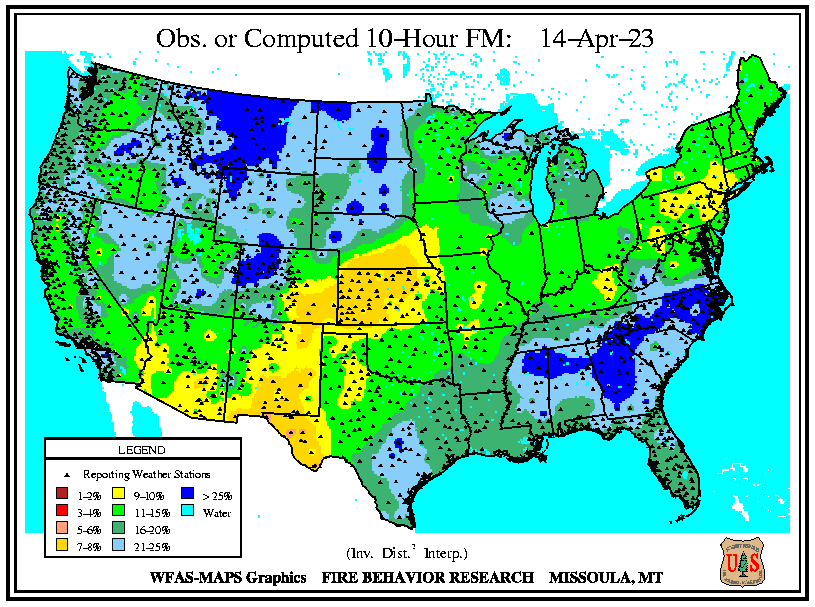 Obs. or Computed 10-Hour FM: 14-Apr-23
LEGEND
Reporting Weather Stations
1-2% 9-10% > 25%
3-4% 11-15% Water
5-6% 16-20%
7-8% 21-25%
(Inv. Dist.² Interp.)
WFAS-MAPS Graphics FIRE BEHAVIOR RESEARCH MISSOULA, MT
U S